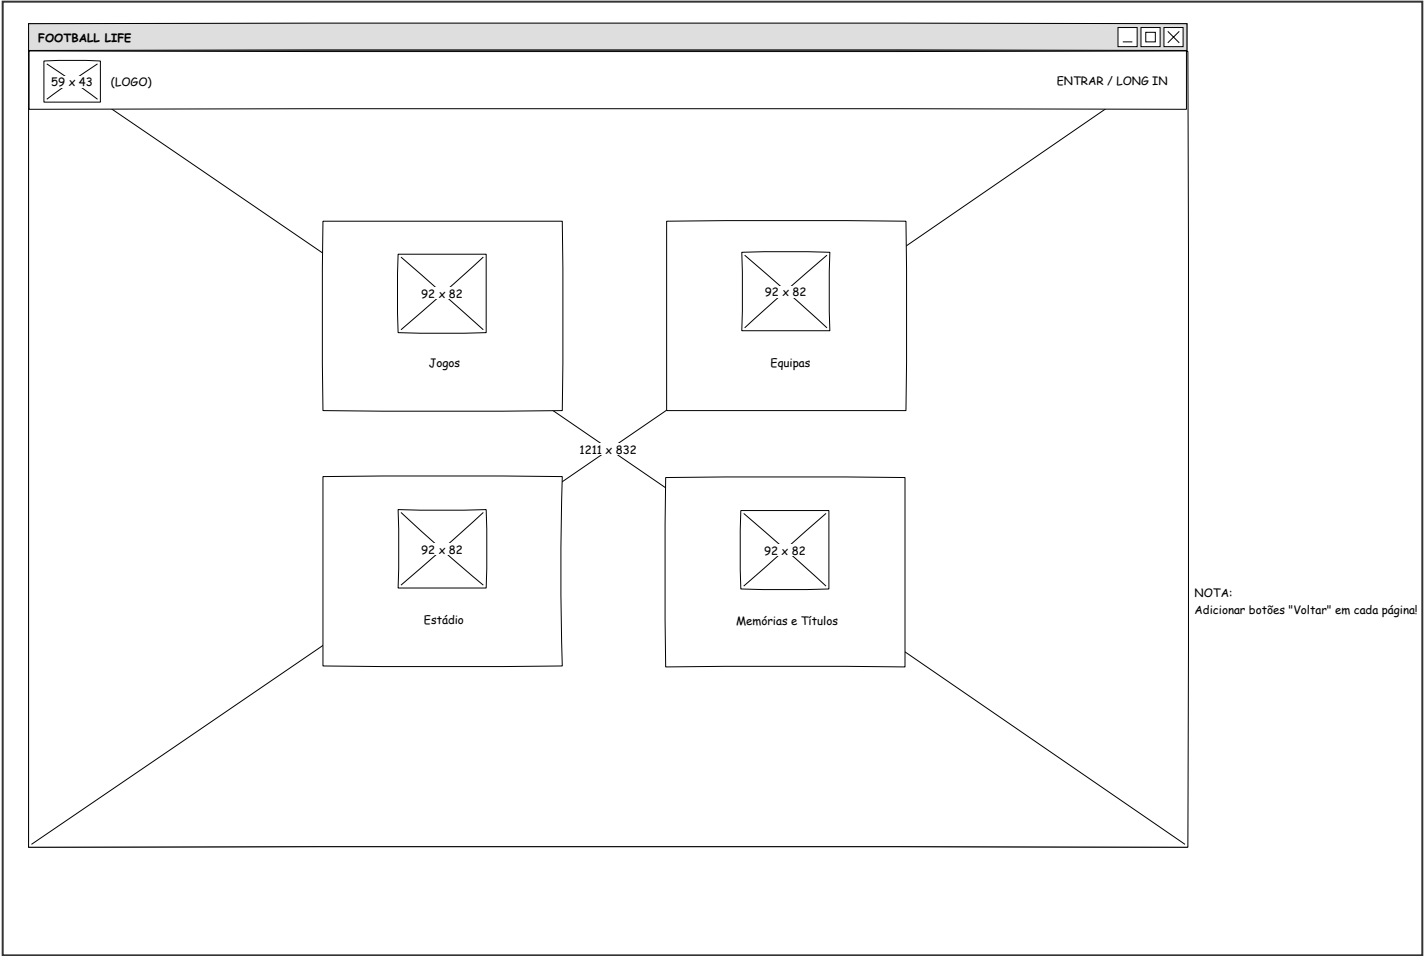 FOOTBALL LIFE
59 x 43 (LOGO) ENTRAR / LONG IN
92 x 82 92 x 82
Jogos Equipas
1211 x 832
92 x 82 92 x 82
Estádio Memórias e Títulos
NOTA:
Adicionar botões "Voltar" em cada página!